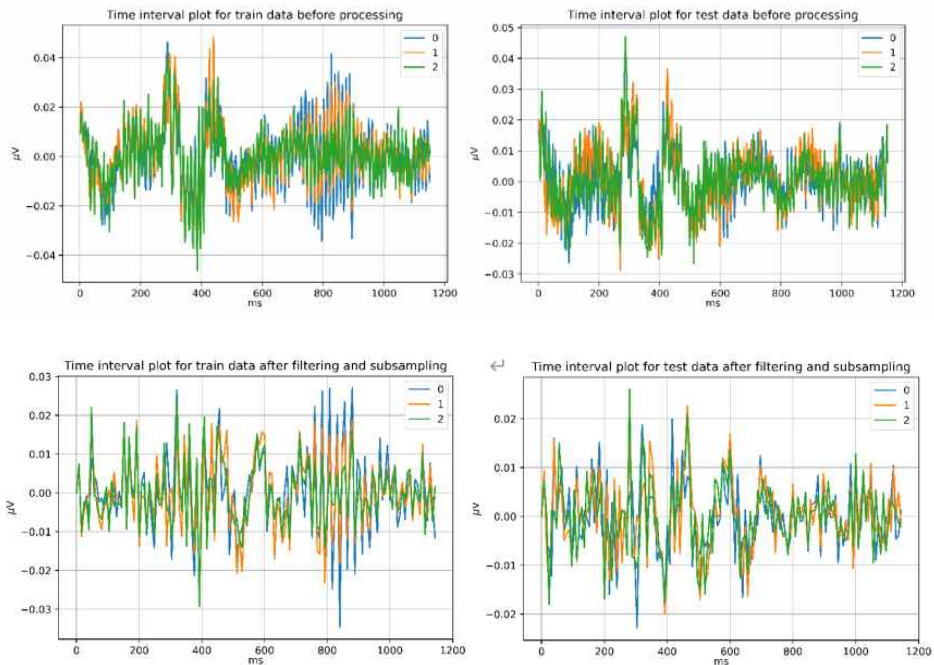 Time interval plot for train data before processing
0
1
2
0.04
0.02
0.00
−0.02
−0.04
μV
0 200 400 600 800 1000 1200
ms
Time interval plot for test data before processing
0
1
2
0.05
0.04
0.03
0.02
0.01
0.00
−0.01
−0.02
−0.03
μV
0 200 400 600 800 1000 1200
ms
Time interval plot for train data after filtering and subsampling
0
1
2
0.03
0.02
0.01
0.00
−0.01
−0.02
−0.03
μV
0 200 400 600 800 1000 1200
ms
↵
Time interval plot for test data after filtering and subsampling
0
1
2
0.02
0.01
0.00
−0.01
−0.02
μV
0 200 400 600 800 1000 1200
ms